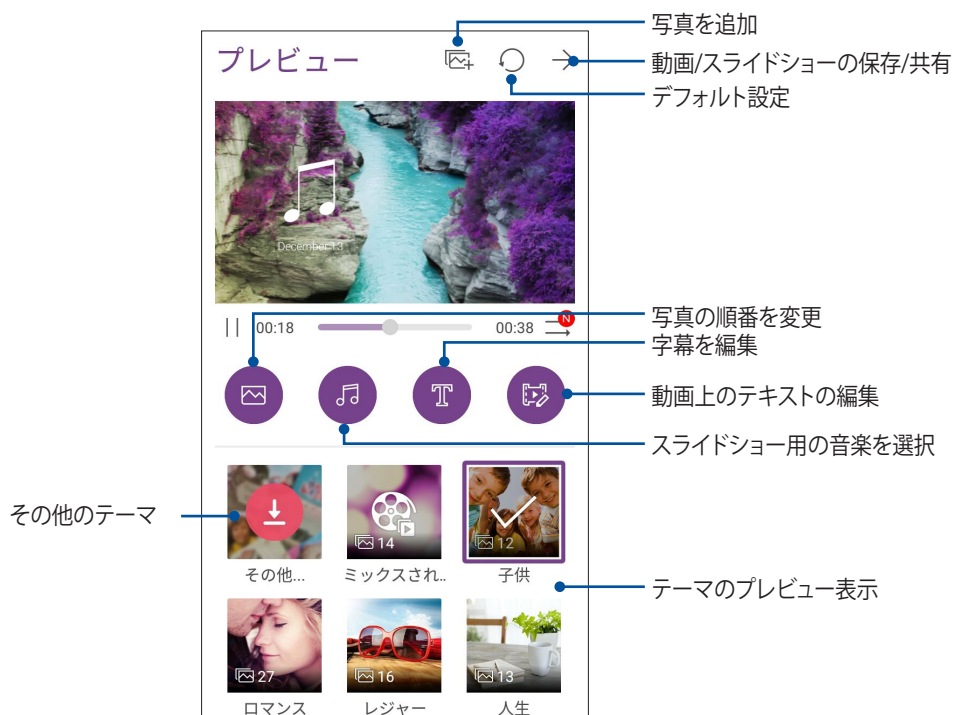 写真を追加
プレビュー
動画/スライドショーの保存/共有
デフォルト設定
December 13
写真の順番を変更
00:18
00:38
N
字幕を編集
T
動画上のテキストの編集
スライドショー用の音楽を選択
その他のテーマ
14
12
その他...
ミックスされ..
子供
テーマのプレビュー表示
27
16
13
ロマンス
レジャー
人生